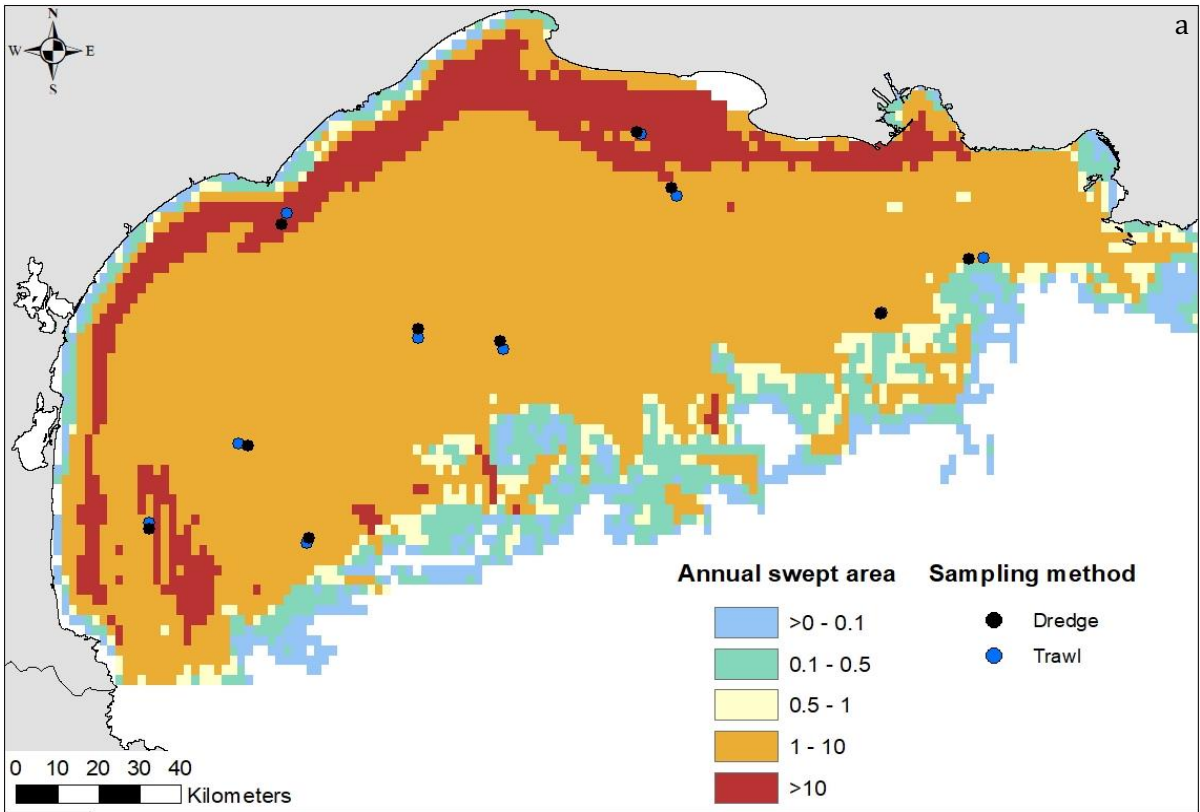 a
N
W E
S
Annual swept area
>0 - 0.1
0.1 - 0.5
0.5 - 1
1 - 10
>10
Sampling method
Dredge
Trawl
0 10 20 30 40
Kilometers